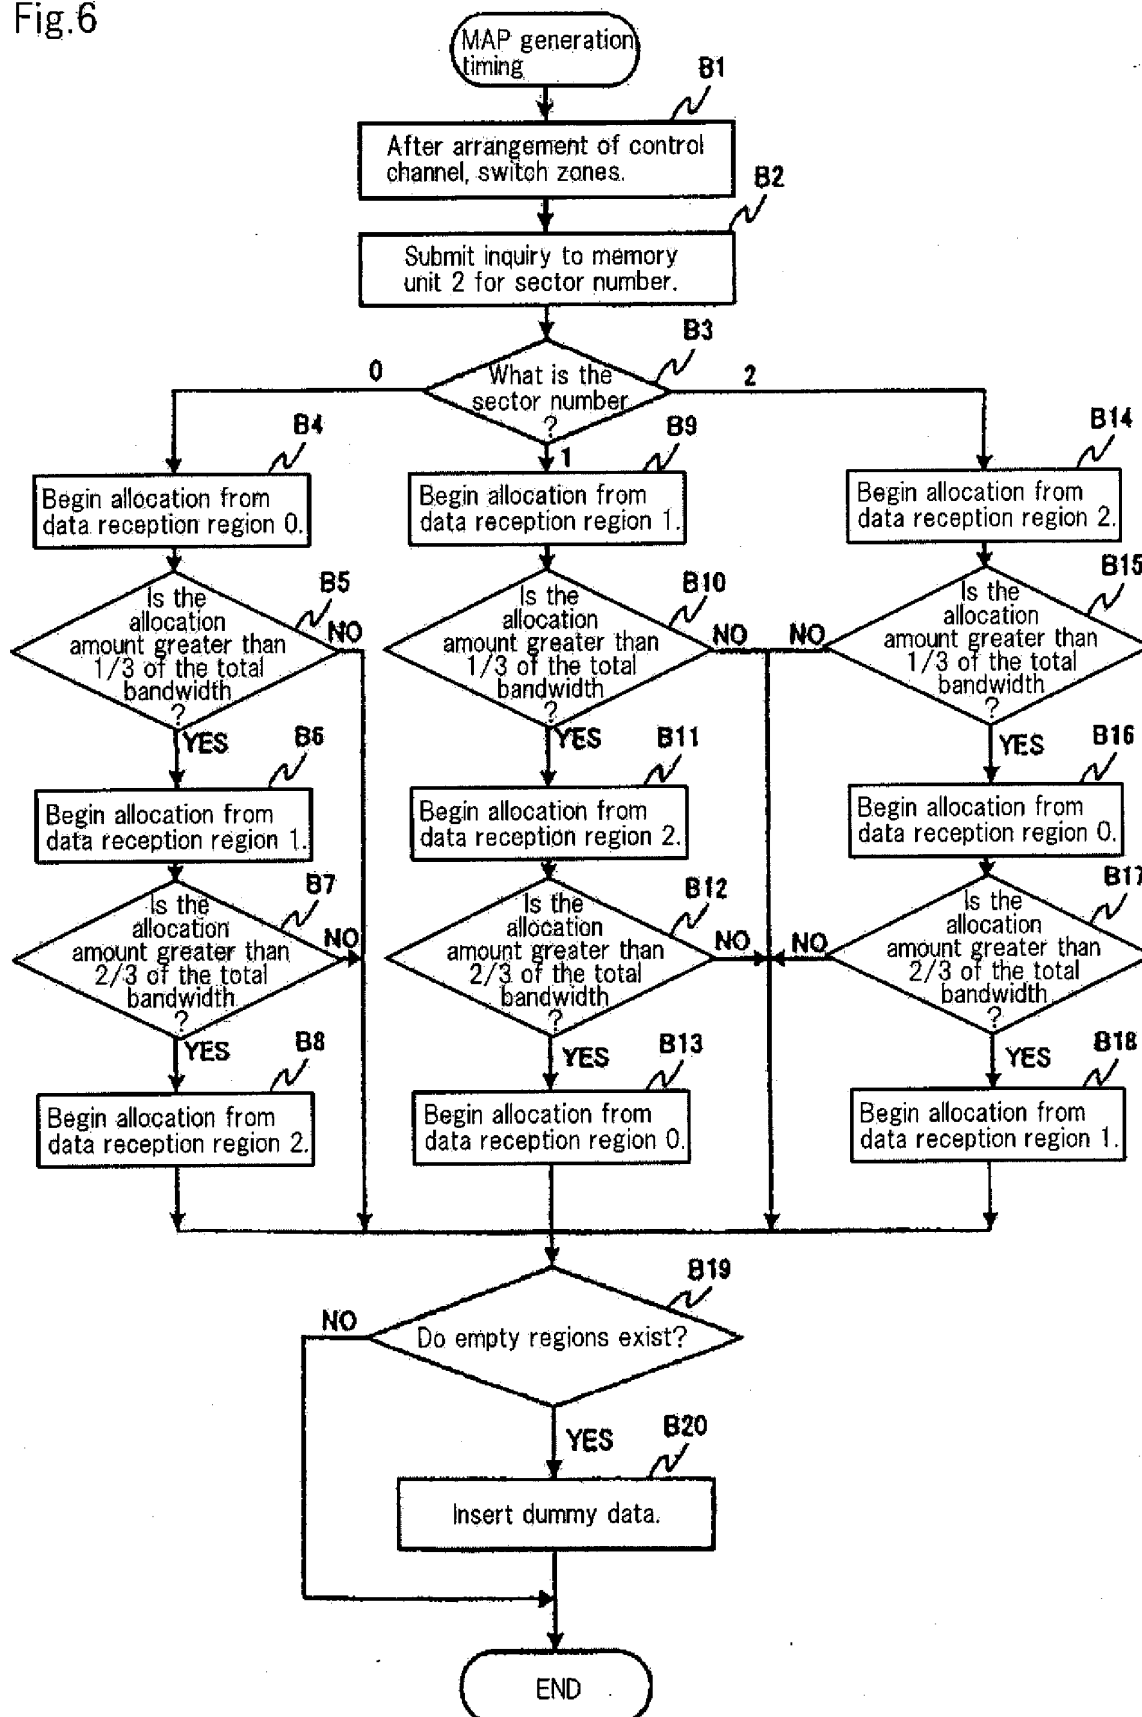 Fig.6
MAP generation
timing
B1
After arrangement of control
channel, switch zones.
B2
Submit inquiry to memory
unit 2 for sector number.
B3
What is the
sector number
?
0
1
2
B4
Begin allocation from
data reception region 0.
B5
Is the
allocation
amount greater than
1/3 of the total
bandwidth
?
NO
YES
B6
Begin allocation from
data reception region 1.
B7
Is the
allocation
amount greater than
2/3 of the total
bandwidth
?
NO
YES
B8
Begin allocation from
data reception region 2.
B9
Begin allocation from
data reception region 1.
B10
Is the
allocation
amount greater than
1/3 of the total
bandwidth
?
NO
YES
B11
Begin allocation from
data reception region 2.
B12
Is the
allocation
amount greater than
2/3 of the total
bandwidth
?
NO
YES
B13
Begin allocation from
data reception region 0.
B14
Begin allocation from
data reception region 2.
B15
Is the
allocation
amount greater than
1/3 of the total
bandwidth
?
NO
YES
B16
Begin allocation from
data reception region 0.
B17
Is the
allocation
amount greater than
2/3 of the total
bandwidth
?
NO
YES
B18
Begin allocation from
data reception region 1.
B19
Do empty regions exist?
NO
YES
B20
Insert dummy data.
END